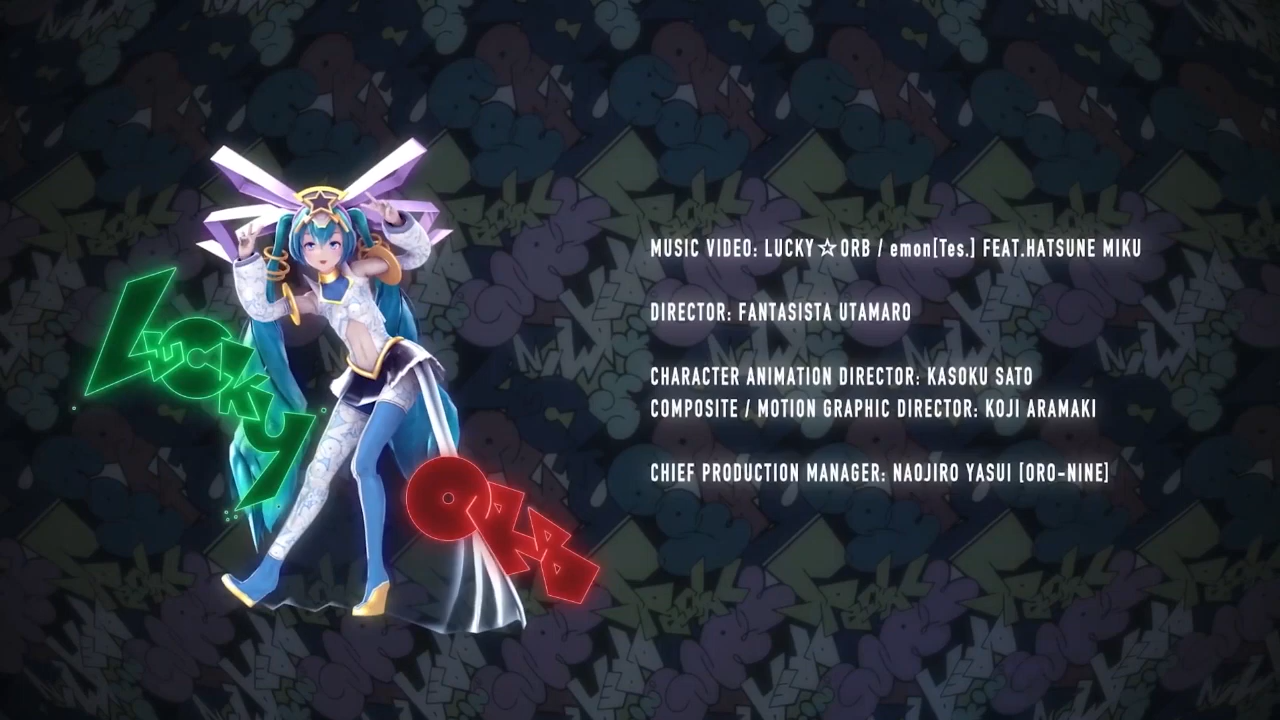 Lucky
ORB
MUSIC VIDEO: LUCKY☆ORB / emon[Tes.] FEAT.HATSUNE MIKU
DIRECTOR: FANTASISTA UTAMARO
CHARACTER ANIMATION DIRECTOR: KASOKU SATO
COMPOSITE / MOTION GRAPHIC DIRECTOR: KOJI ARAMAKI
CHIEF PRODUCTION MANAGER: NAOJIRO YASUI [ORO-NINE]